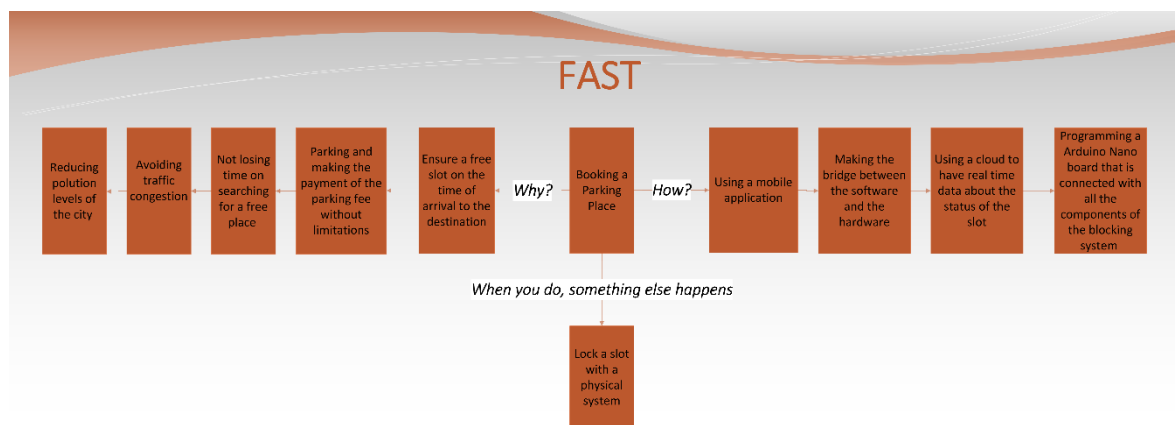 FAST
Reducing
polution
levels of
the city
Avoiding
traffic
congestion
Not losing
time on
searching
for a free
place
Parking and
making the
payment of the
parking fee
without
limitations
Ensure a free
slot on the
time of
arrival to the
destination
Why?
Booking a
Parking
Place
How?
Using a mobile
application
Making the
bridge between
the software
and the
hardware
Using a cloud to
have real time
data about the
status of the
slot
Programming a
Arduino Nano
board that is
connected with
all the
components of
the blocking
system
When you do, something else happens
Lock a slot
with a
physical
system